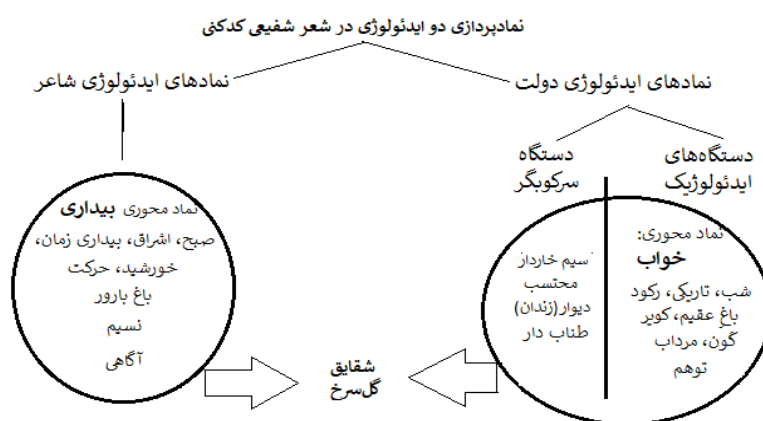 نمادپردازی دو ایدئولوژی در شعر شفیعی کدکنی
نمادهای ایدئولوژی دولت
نمادهای ایدئولوژی شاعر
دستگاه‌های
ایدئولوژیک
دستگاه
سرکوبگر
نماد محوری:
خواب
شب، تاریکی، رکود
باغ عقیم، کویر
گون، مرداب
توهم
سیم خاردار
محتسب
دیوار(زندان)
طناب دار
نماد محوری بیداری
صبح، اشراق، بیداری زمان،
خورشید، حرکت
باغ بارور
نسیم
آگاهی
شقایق
گل‌سرخ